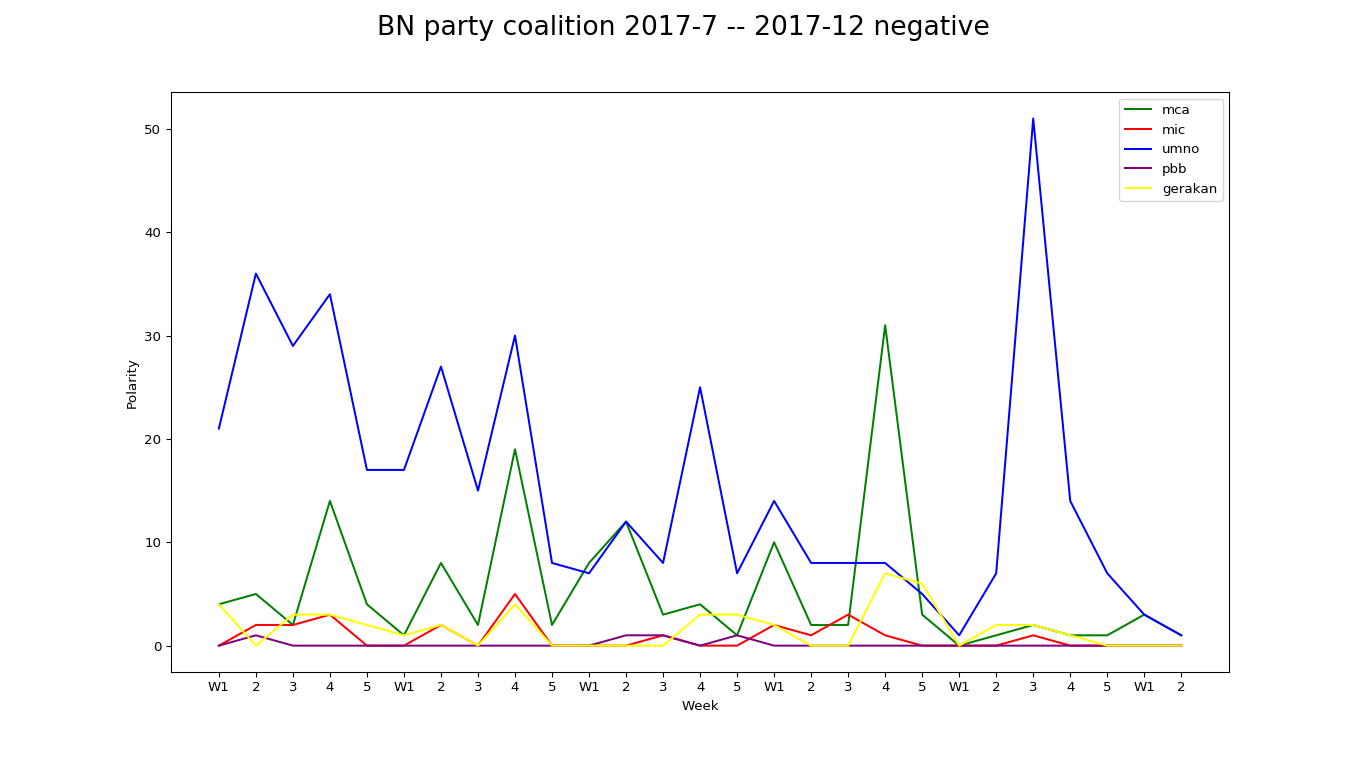 BN party coalition 2017-7 -- 2017-12 negative
mca
mic
umno
pbb
gerakan
50
40
30
20
10
0
Polarity
W1 2 3 4 5 W1 2 3 4 5 W1 2 3 4 5 W1 2 3 4 5 W1 2 3 4 5 W1 2
Week